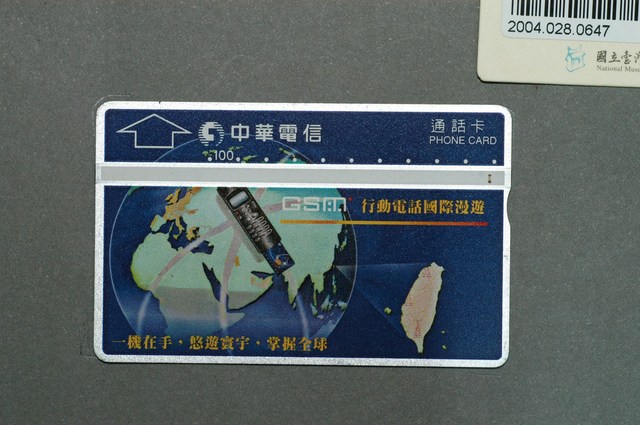 2004.028.0647
國立臺灣
National Muse
中華電信
通話卡
PHONE CARD
100
GSM 行動電話國際漫遊
一機在手，悠遊寰宇，掌握全球